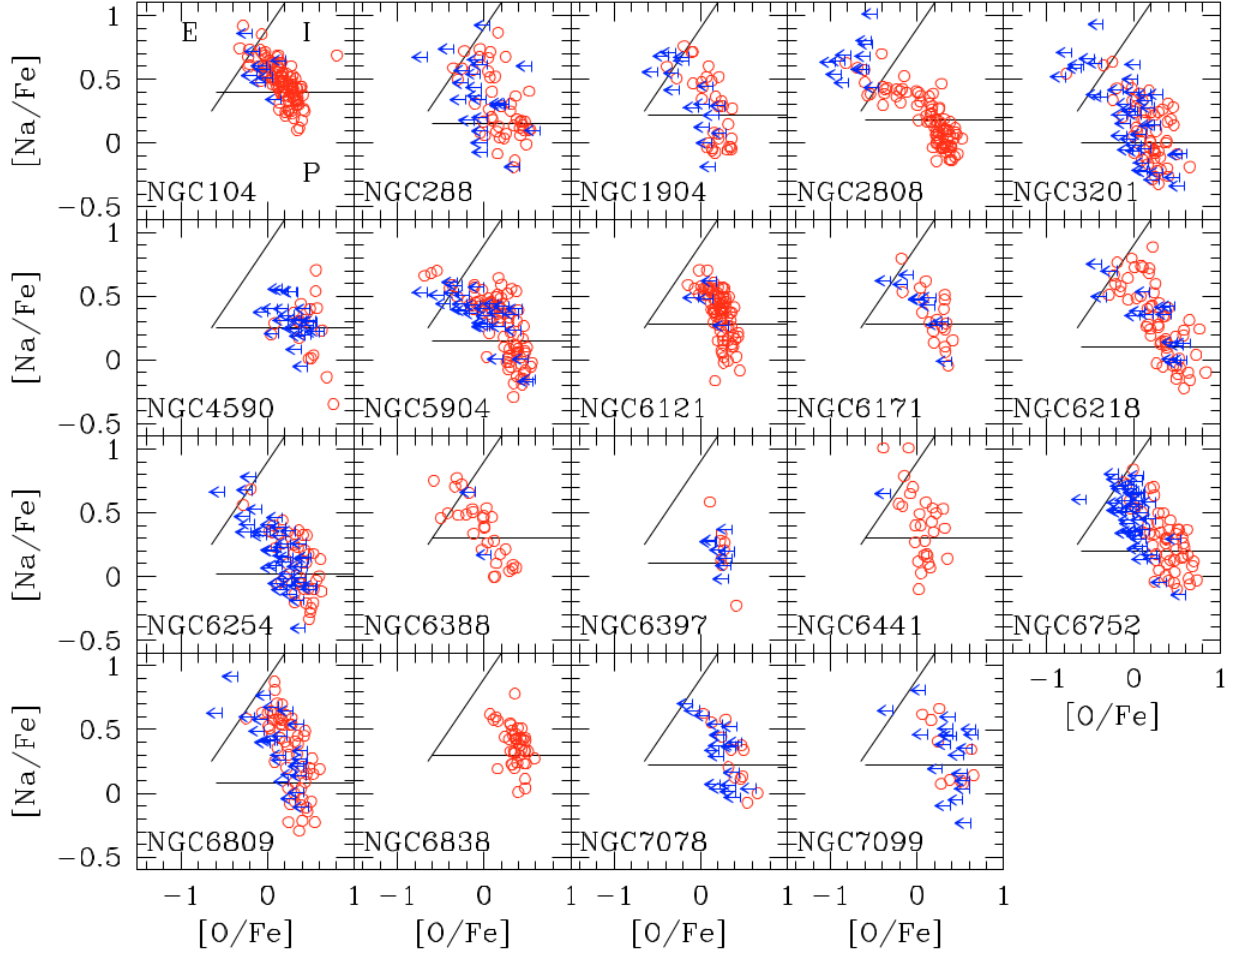 1
0.5
0
−0.5
[Na/Fe]
E I
P
NGC104 NGC288 NGC1904 NGC2808 NGC3201
0.5
0
−0.5
[Na/Fe]
NGC4590 NGC5904 NGC6121 NGC6171 NGC6218
1
0.5
0
−0.5
[Na/Fe]
NGC6254 NGC6388 NGC6397 NGC6441 NGC6752
−1 0 1
[O/Fe]
1
0.5
0
−0.5
[Na/Fe]
NGC6809 NGC6838 NGC7078 NGC7099
−1 0 1 −1 0 1 −1 0 1 −1 0 1
[O/Fe] [O/Fe] [O/Fe] [O/Fe]